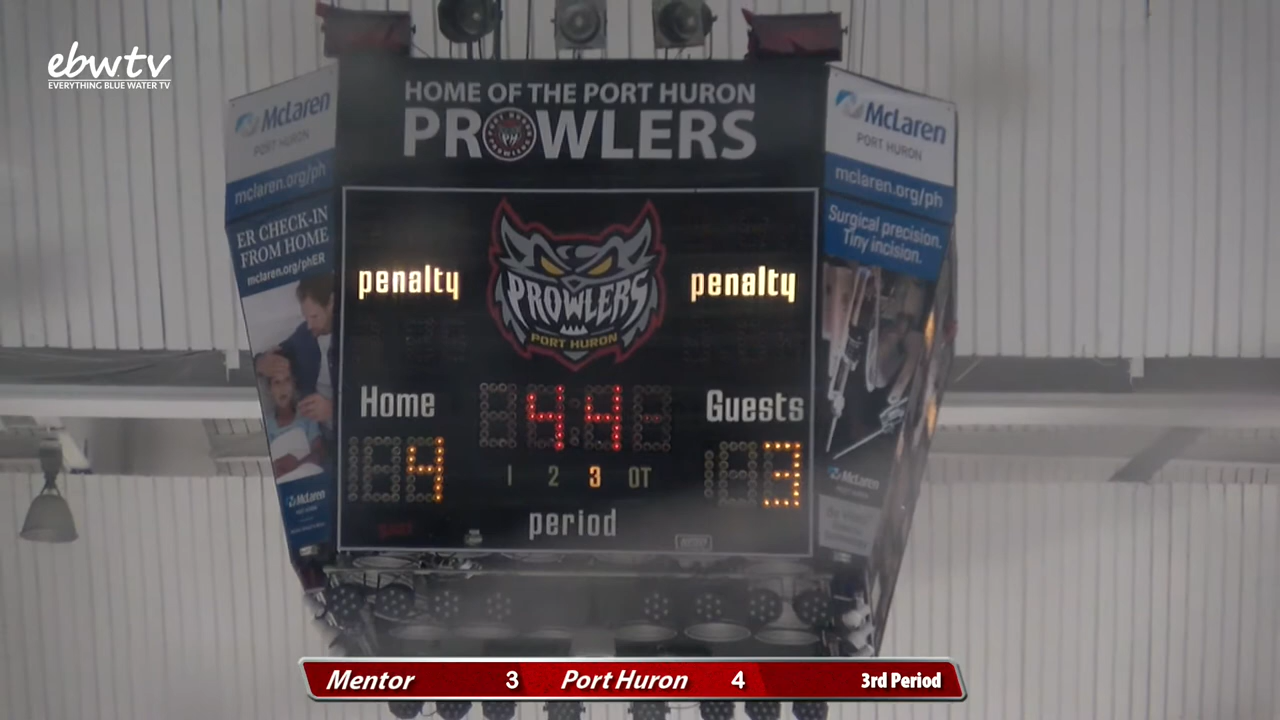 ebwtv
EVERYTHING BLUE WATER TV
HOME OF THE PORT HURON
PROWLERS
McLaren
PORT HURON
mclaren.org/ph
ER CHECK-IN
FROM HOME
mclaren.org/phER
McLaren
PORT HURON
mclaren.org/ph
Surgical precision.
Tiny incision.
penalty
PROWLERS
PORT HURON
penalty
Home
44
Guests
4
1 2 3 OT
3
period
McLaren
McLaren
Mentor 3 Port Huron 4 3rd Period